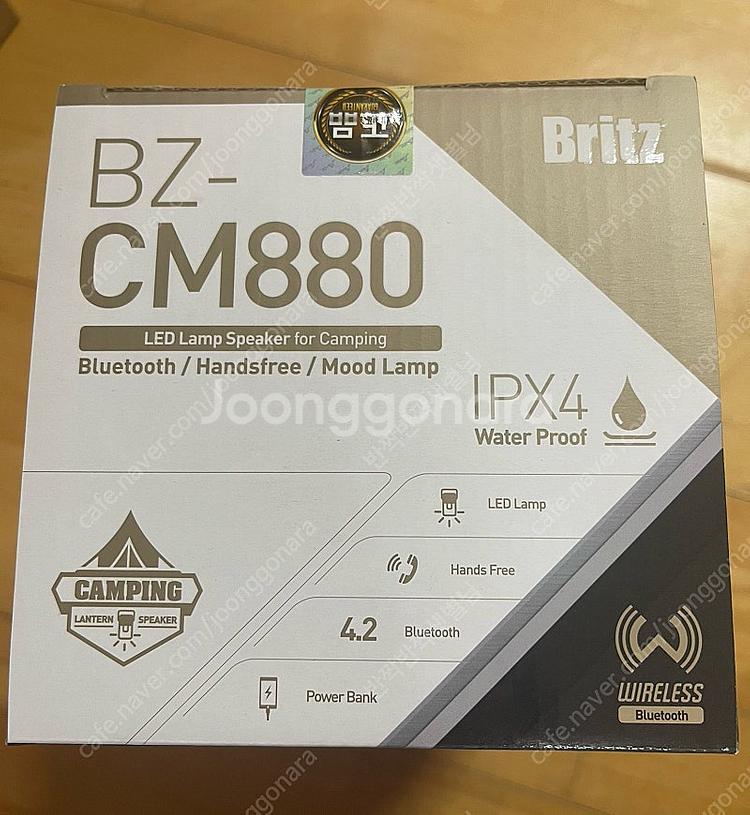 GUARANTEED
Britz
BZ-
CM880
LED Lamp Speaker for Camping
Bluetooth / Handsfree / Mood Lamp
IPX4
Water Proof
Joonggonara
LED Lamp
Hands Free
4.2 Bluetooth
Power Bank
CAMPING
LANTERN SPEAKER
WIRELESS
Bluetooth
cafe.naver.com/joonggonara